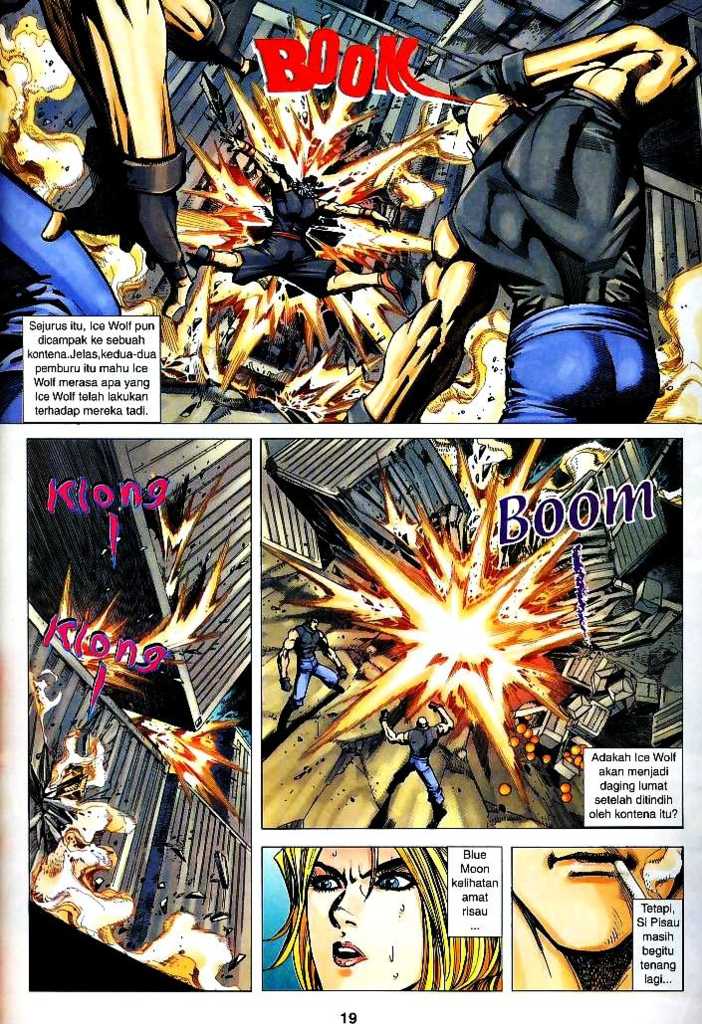 BOOM
Sejurus itu, Ice Wolf pun
dicampak ke sebuah
kontena.Jelas,kedua-dua
pemburu itu mahu Ice
Wolf merasa apa yang
Ice Wolf telah lakukan
terhadap mereka tadi.
Klong
!
Klong
!
Boom
!
Adakah Ice Wolf
akan menjadi
daging lumat
setelah ditindih
oleh kontena itu?
Blue
Moon
kelihatan
amat
risau
...
Tetapi,
Si Pisau
masih
begitu
tenang
lagi...
19